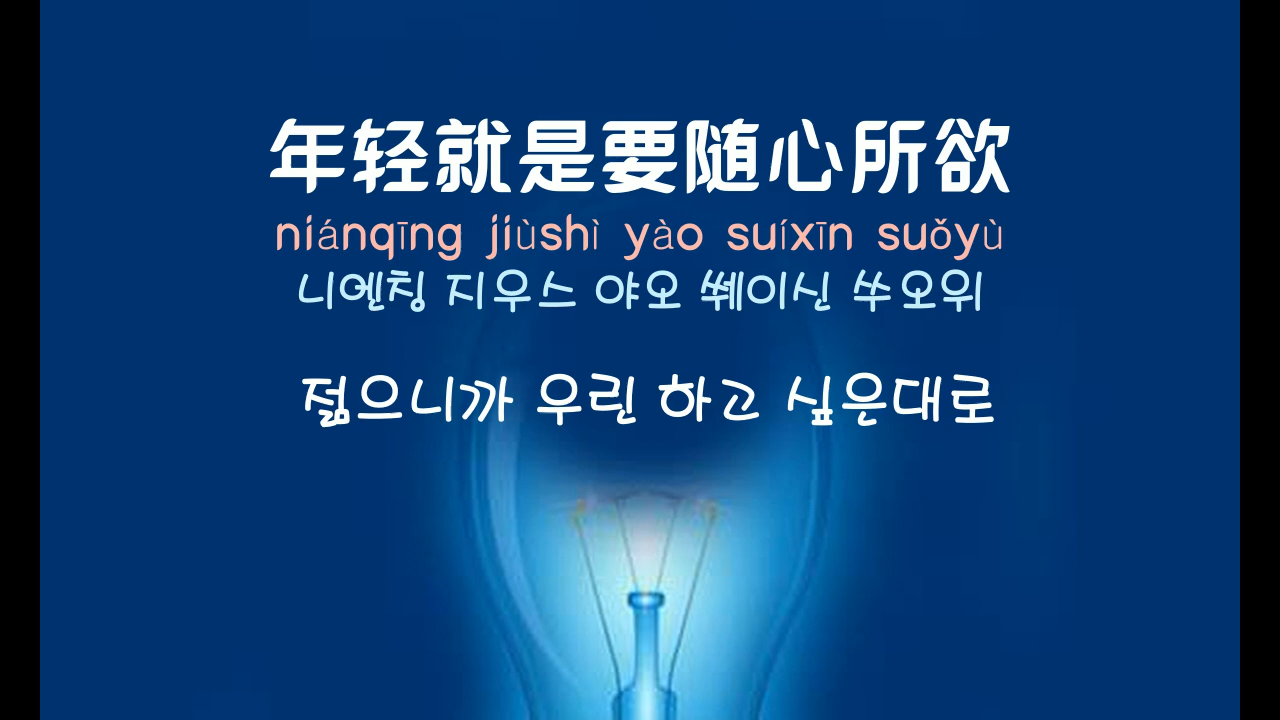 年轻就是要随心所欲
niánqīng jiùshì yào suíxīn suǒyù
니엔칭 지우스 야오 쒜이신 쑤오위
젊으니까 우린 하고 싶은대로